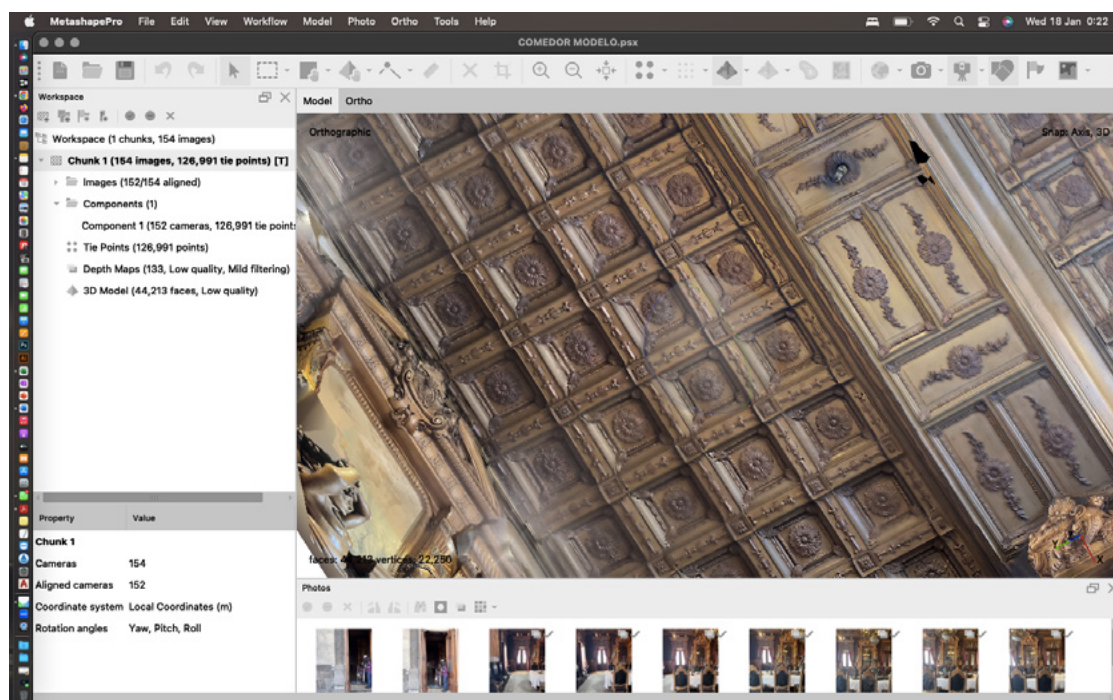 MetashapePro File Edit View Workflow Model Photo Ortho Tools Help Wed 18 Jan 0:22
COMEDOR MODELO.psx
Workspace
Workspace (1 chunks, 154 images)
Chunk 1 (154 images, 126,991 tie points) [T]
Images (152/154 aligned)
Components (1)
Component 1 (152 cameras, 126,991 tie points
Tie Points (126,991 points)
Depth Maps (133, Low quality, Mild filtering)
3D Model (44,213 faces, Low quality)
Property Value
Chunk 1
Cameras 154
Aligned cameras 152
Coordinate system Local Coordinates (m)
Rotation angles Yaw, Pitch, Roll
Model Ortho
Orthographic Snap: Axis, 3D
faces: 44,213 vertices: 22,250
Y X
Photos